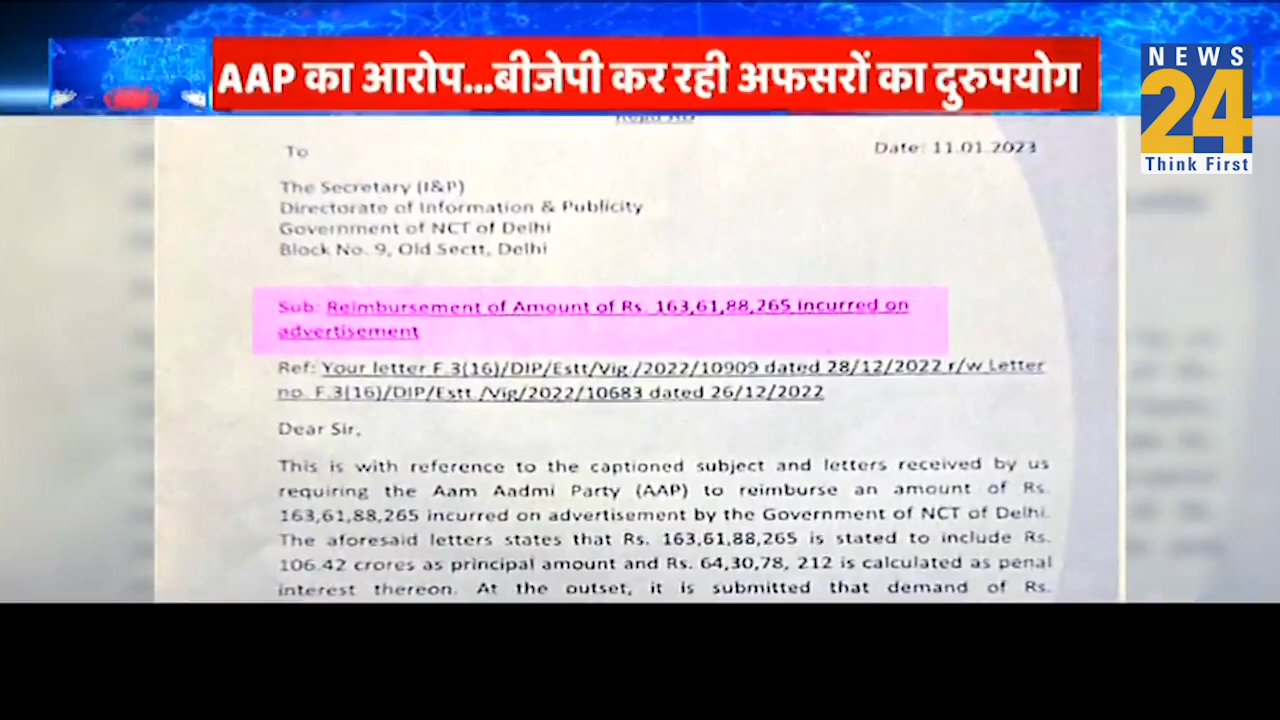 AAP का आरोप...बीजेपी कर रही अफसरों का दुरुपयोग
NEWS
24
Think First
To
Date: 11.01.2023
The Secretary (I&P)
Directorate of Information & Publicity
Government of NCT of Delhi
Block No. 9, Old Sectt, Delhi
Sub: Reimbursement of Amount of Rs. 163,61,88,265 incurred on
advertisement
Ref: Your letter F.3(16)/DIP/Estt/Vig./2022/10909 dated 28/12/2022 r/w Letter
no. F.3(16)/DIP/Estt./Vig/2022/10683 dated 26/12/2022
Dear Sir,
This is with reference to the captioned subject and letters received by us
requiring the Aam Aadmi Party (AAP) to reimburse an amount of Rs.
163,61,88,265 incurred on advertisement by the Government of NCT of Delhi.
The aforesaid letters states that Rs. 163,61,88,265 is stated to include Rs.
106.42 crores as principal amount and Rs. 64,30,78, 212 is calculated as penal
interest thereon. At the outset, it is submitted that demand of Rs.